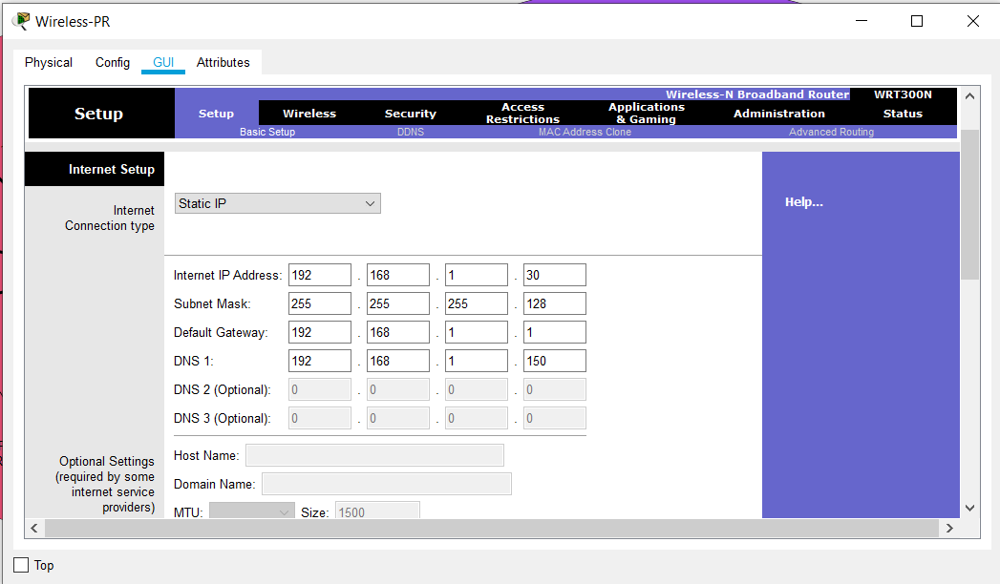 Wireless-PR
Physical Config GUI Attributes
Wireless-N Broadband Router WRT300N
Setup
Setup Wireless Security Access Restrictions Applications & Gaming Administration Status
Basic Setup DDNS MAC Address Clone Advanced Routing
Internet Setup
Internet
Connection type
Static IP
Help...
Internet IP Address: 192 . 168 . 1 . 30
Subnet Mask: 255 . 255 . 255 . 128
Default Gateway: 192 . 168 . 1 . 1
DNS 1: 192 . 168 . 1 . 150
DNS 2 (Optional): 0 . 0 . 0 . 0
DNS 3 (Optional): 0 . 0 . 0 . 0
Optional Settings
(required by some
internet service
providers)
Host Name:
Domain Name:
MTU: Size: 1500
Top